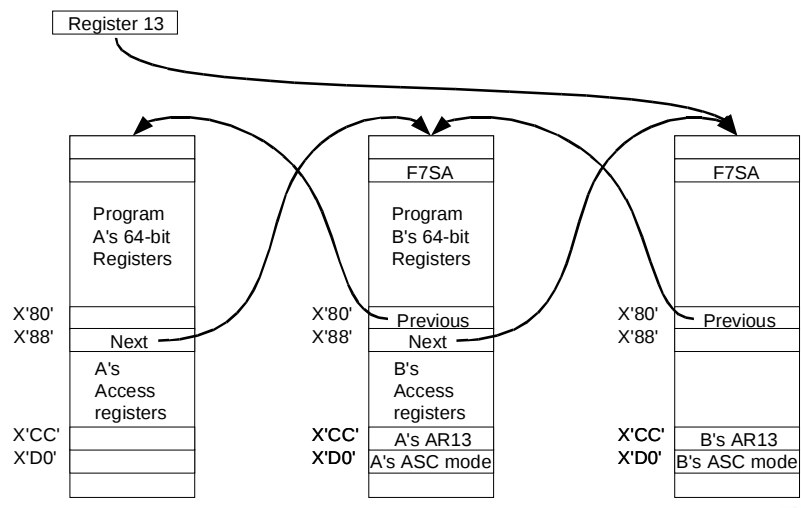 Register 13
F7SA
F7SA
Program
A's 64-bit
Registers
Program
B's 64-bit
Registers
X'80'
X'80'
Previous
X'80'
Previous
X'88'
Next
X'88'
Next
X'88'
A's
Access
registers
B's
Access
registers
X'CC'
X'CC'
A's AR13
X'CC'
B's AR13
X'D0'
X'D0'
A's ASC mode
X'D0'
B's ASC mode